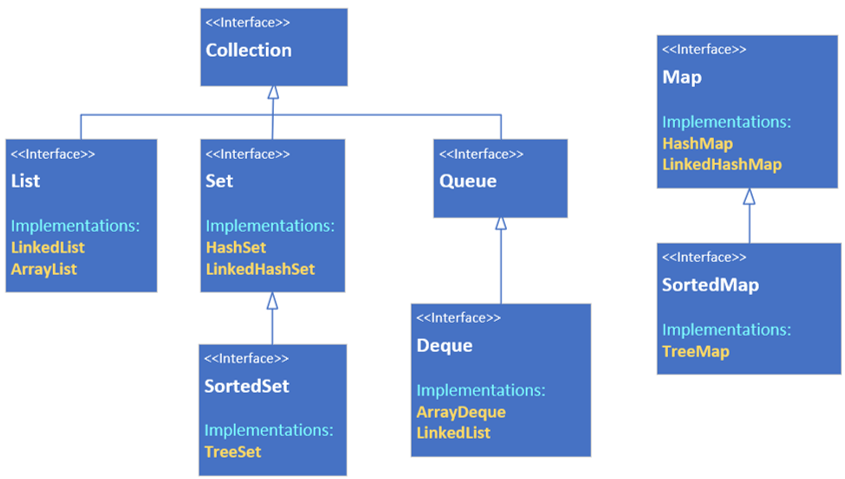 <<Interface>>
Collection
<<Interface>>
List
Implementations:
LinkedList
ArrayList
<<Interface>>
Set
Implementations:
HashSet
LinkedHashSet
<<Interface>>
Queue
<<Interface>>
SortedSet
Implementations:
TreeSet
<<Interface>>
Deque
Implementations:
ArrayDeque
LinkedList
<<Interface>>
Map
Implementations:
HashMap
LinkedHashMap
<<Interface>>
SortedMap
Implementations:
TreeMap